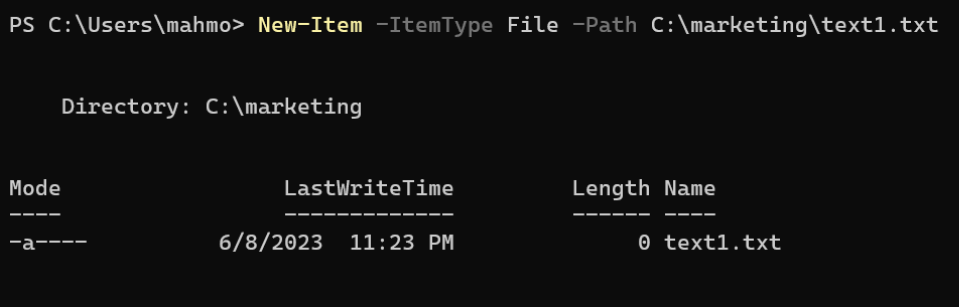 PS C:\Users\mahmo> New-Item -ItemType File -Path C:\marketing\text1.txt
Directory: C:\marketing
Mode LastWriteTime Length Name
---- ------------- ------ ----
-a---- 6/8/2023 11:23 PM 0 text1.txt